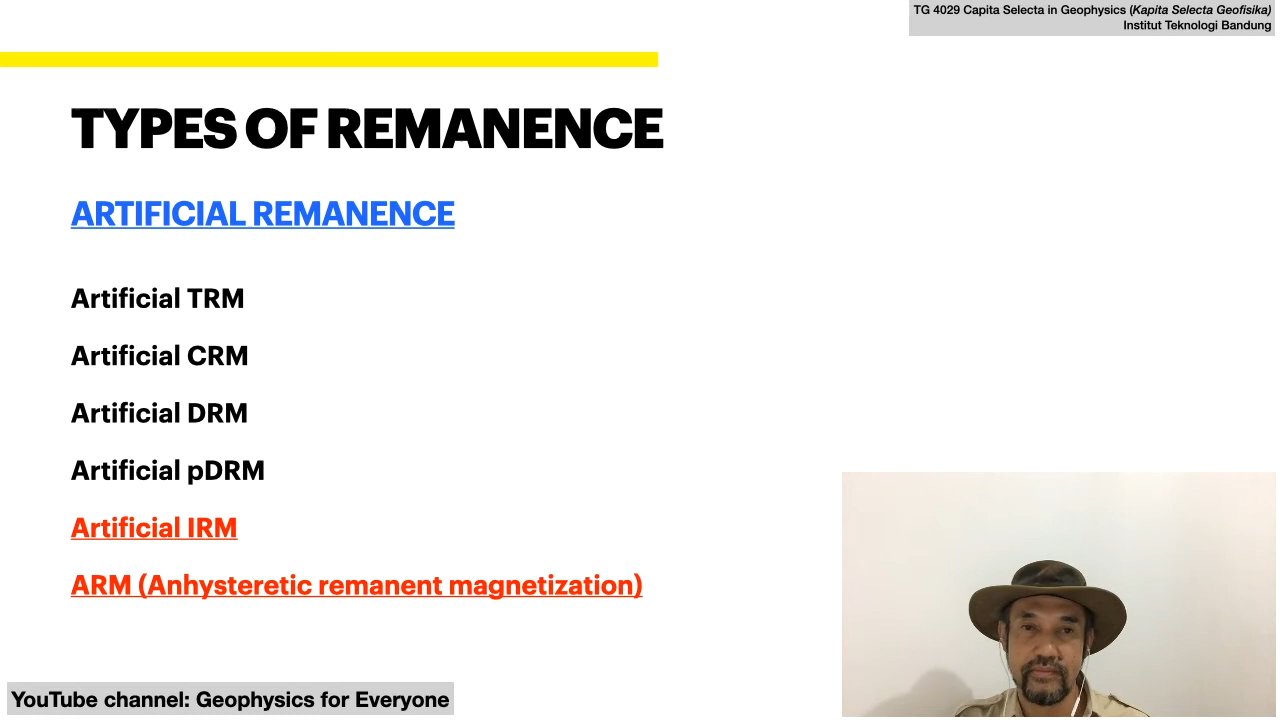 TG 4029 Capita Selecta in Geophysics (Kapita Selecta Geofisika)
Institut Teknologi Bandung
TYPES OF REMANENCE
ARTIFICIAL REMANENCE
Artificial TRM
Artificial CRM
Artificial DRM
Artificial pDRM
Artificial IRM
ARM (Anhysteretic remanent magnetization)
YouTube channel: Geophysics for Everyone